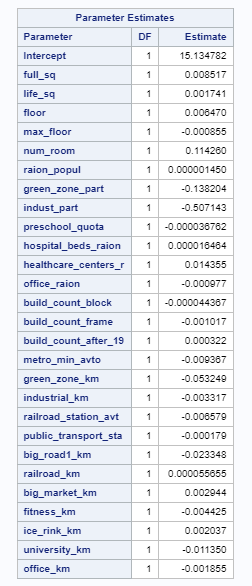 Parameter Estimates
Parameter DF Estimate
Intercept 1 15.134782
full_sq 1 0.008517
life_sq 1 0.001741
floor 1 0.006470
max_floor 1 -0.000855
num_room 1 0.114260
raion_popul 1 0.000001450
green_zone_part 1 -0.138204
indust_part 1 -0.507143
preschool_quota 1 -0.000036762
hospital_beds_raion 1 0.000016464
healthcare_centers_r 1 0.014355
office_raion 1 -0.000977
build_count_block 1 -0.000044367
build_count_frame 1 -0.001017
build_count_after_19 1 0.000322
metro_min_avto 1 -0.009367
green_zone_km 1 -0.053249
industrial_km 1 -0.003317
railroad_station_avt 1 -0.006579
public_transport_sta 1 -0.000179
big_road1_km 1 -0.023348
railroad_km 1 0.000055655
big_market_km 1 0.002944
fitness_km 1 -0.004425
ice_rink_km 1 0.002037
university_km 1 -0.011350
office_km 1 -0.001855